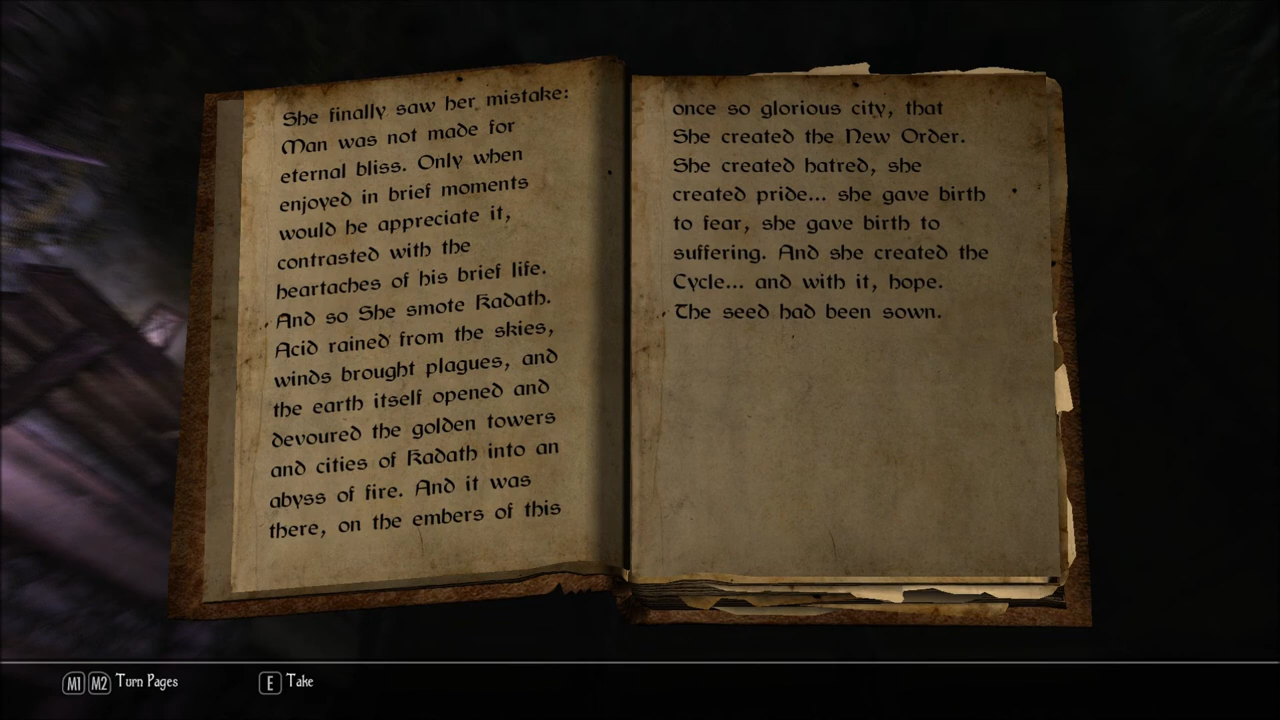 She finally saw her mistake:
Man was not made for
eternal bliss. Only when
enjoyed in brief moments
would he appreciate it,
contrasted with the
heartaches of his brief life.
And so She smote Kadath.
Acid rained from the skies,
winds brought plagues, and
the earth itself opened and
devoured the golden towers
and cities of Kadath into an
abyss of fire. And it was
there, on the embers of this
once so glorious city, that
She created the New Order.
She created hatred, she
created pride... she gave birth
to fear, she gave birth to
suffering. And she created the
Cycle... and with it, hope.
The seed had been sown.
M1 M2 Turn Pages
E Take